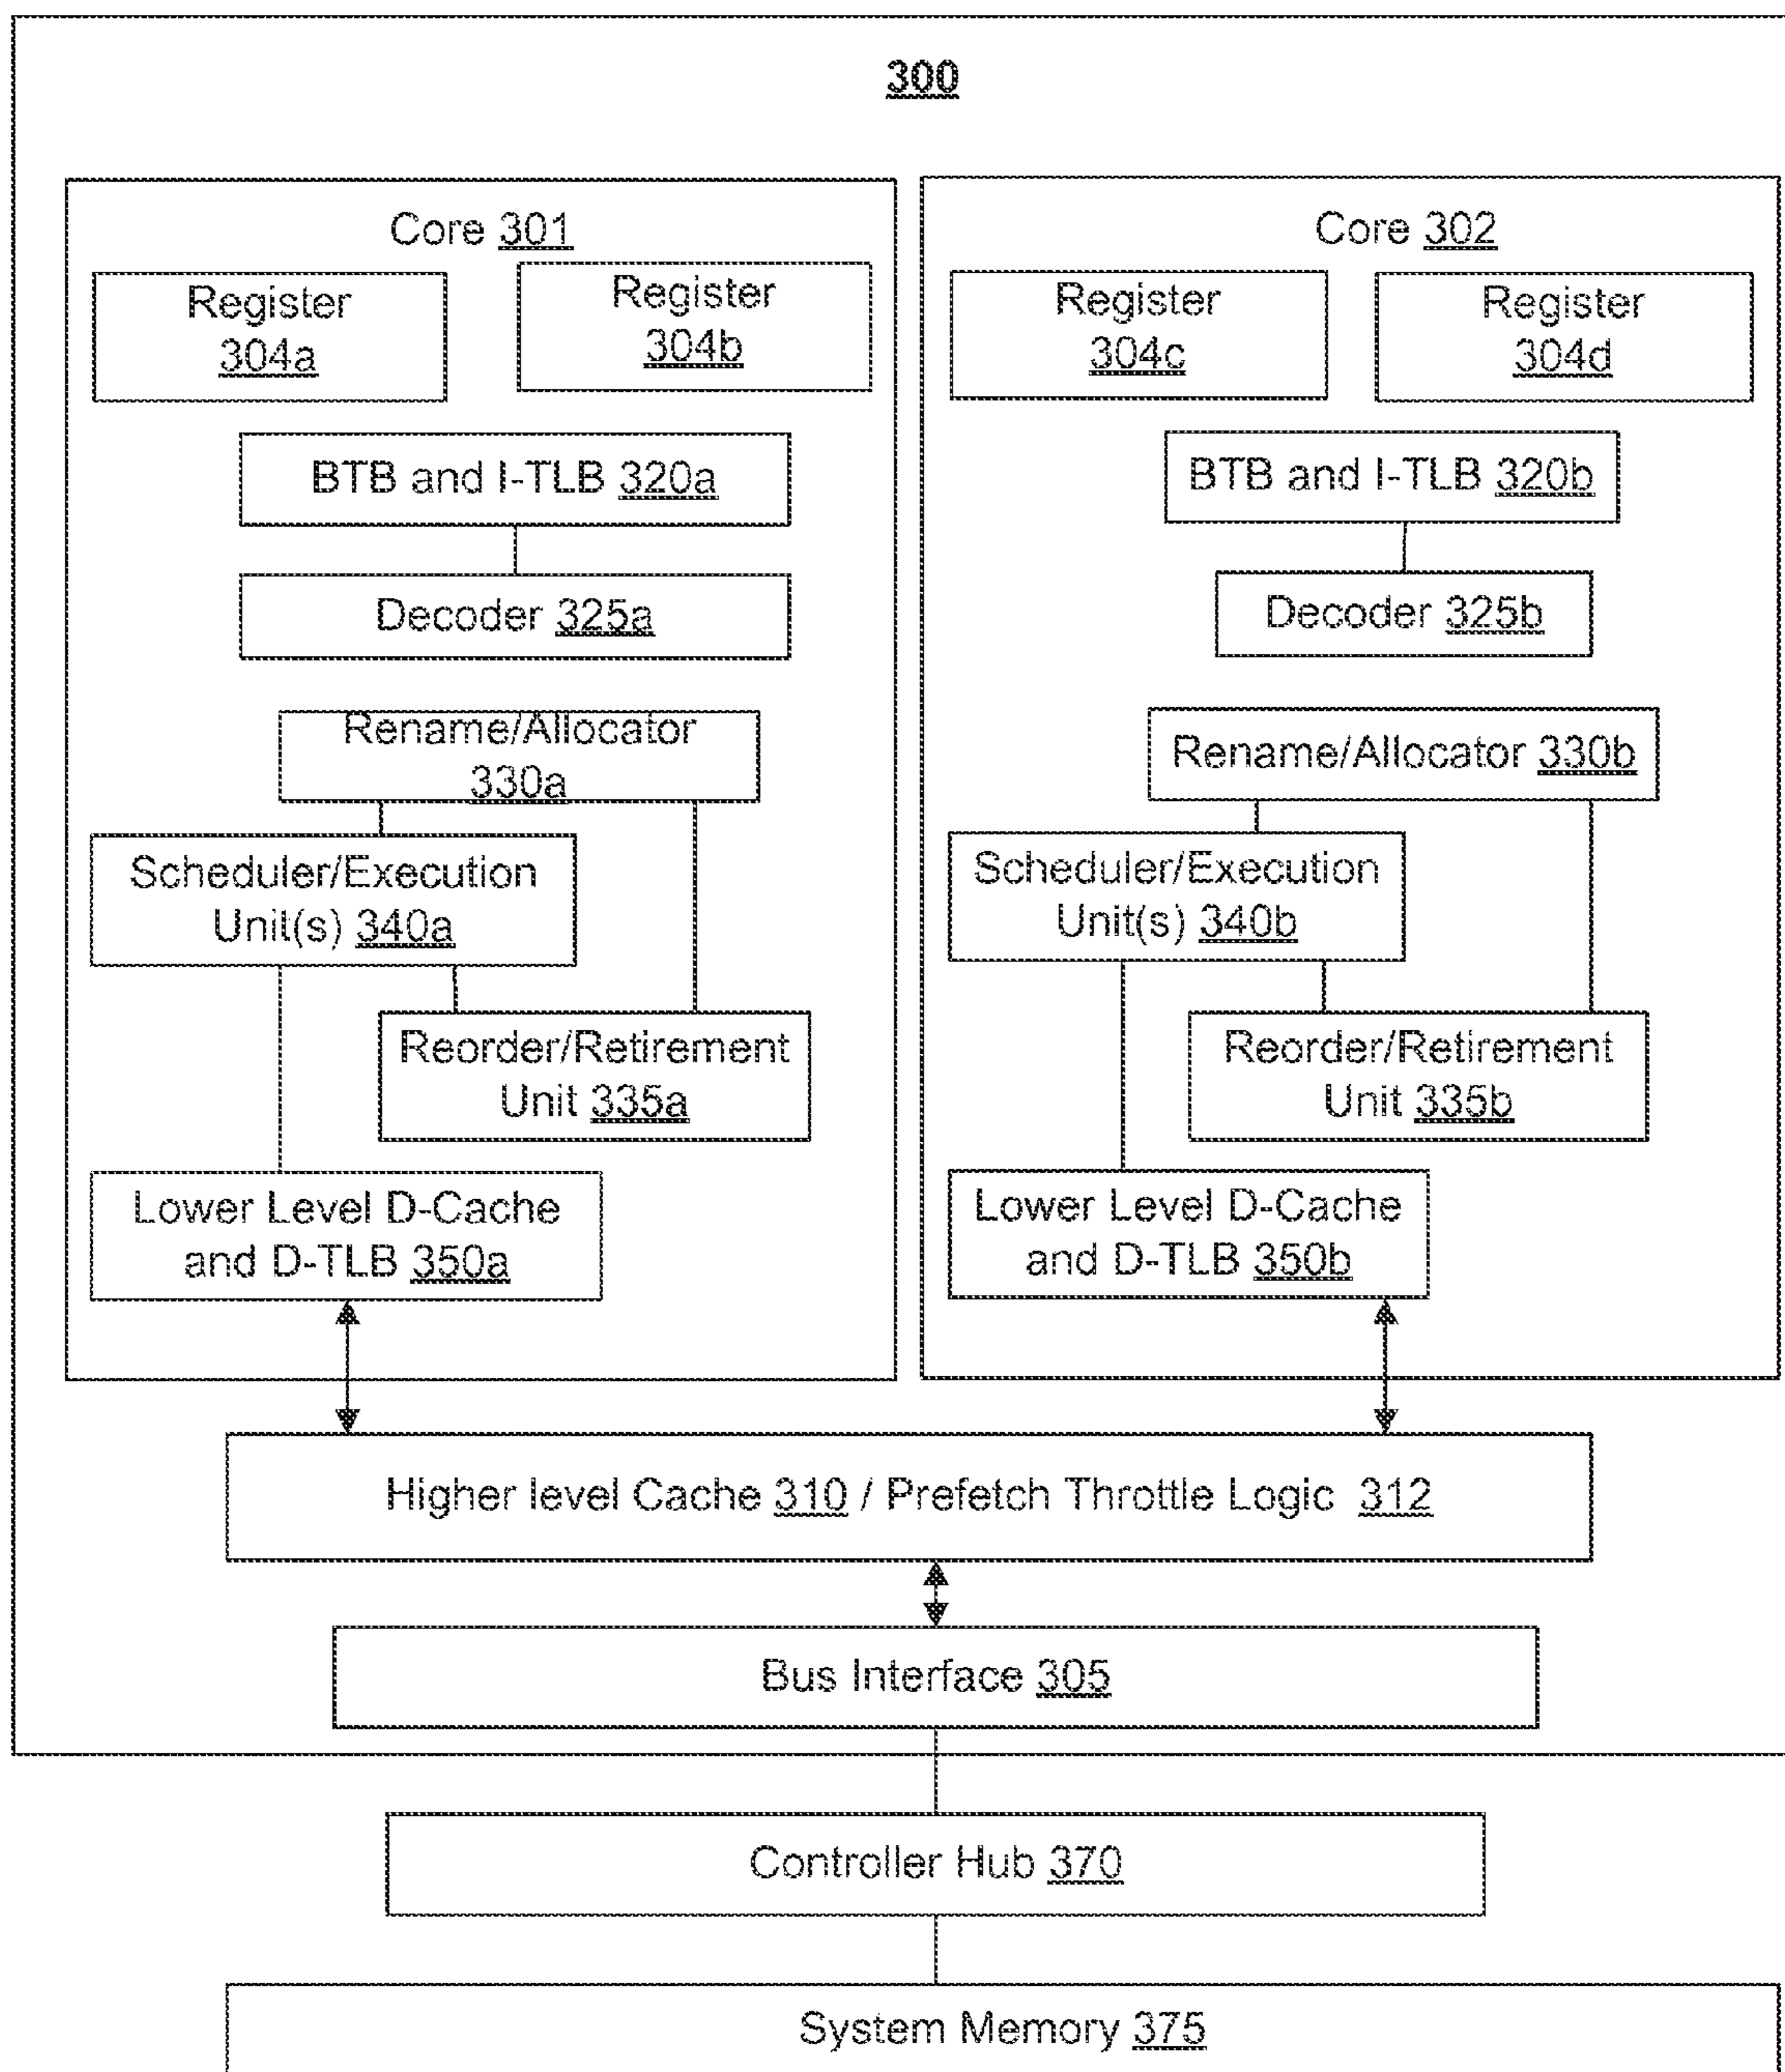 300
Core 301
Register
304a
Register
304b
BTB and I-TLB 320a
Decoder 325a
Rename/Allocator
330a
Scheduler/Execution
Unit(s) 340a
Reorder/Retirement
Unit 335a
Lower Level D-Cache
and D-TLB 350a
Core 302
Register
304c
Register
304d
BTB and I-TLB 320b
Decoder 325b
Rename/Allocator 330b
Scheduler/Execution
Unit(s) 340b
Reorder/Retirement
Unit 335b
Lower Level D-Cache
and D-TLB 350b
Higher level Cache 310 / Prefetch Throttle Logic 312
Bus Interface 305
Controller Hub 370
System Memory 375